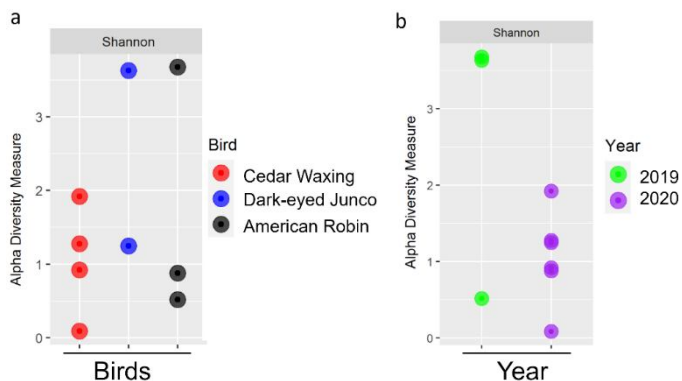 a
Shannon
Alpha Diversity Measure
3
2
1
0
Birds
Bird
Cedar Waxing
Dark-eyed Junco
American Robin
b
Shannon
Alpha Diversity Measure
3
2
1
0
Year
Year
2019
2020